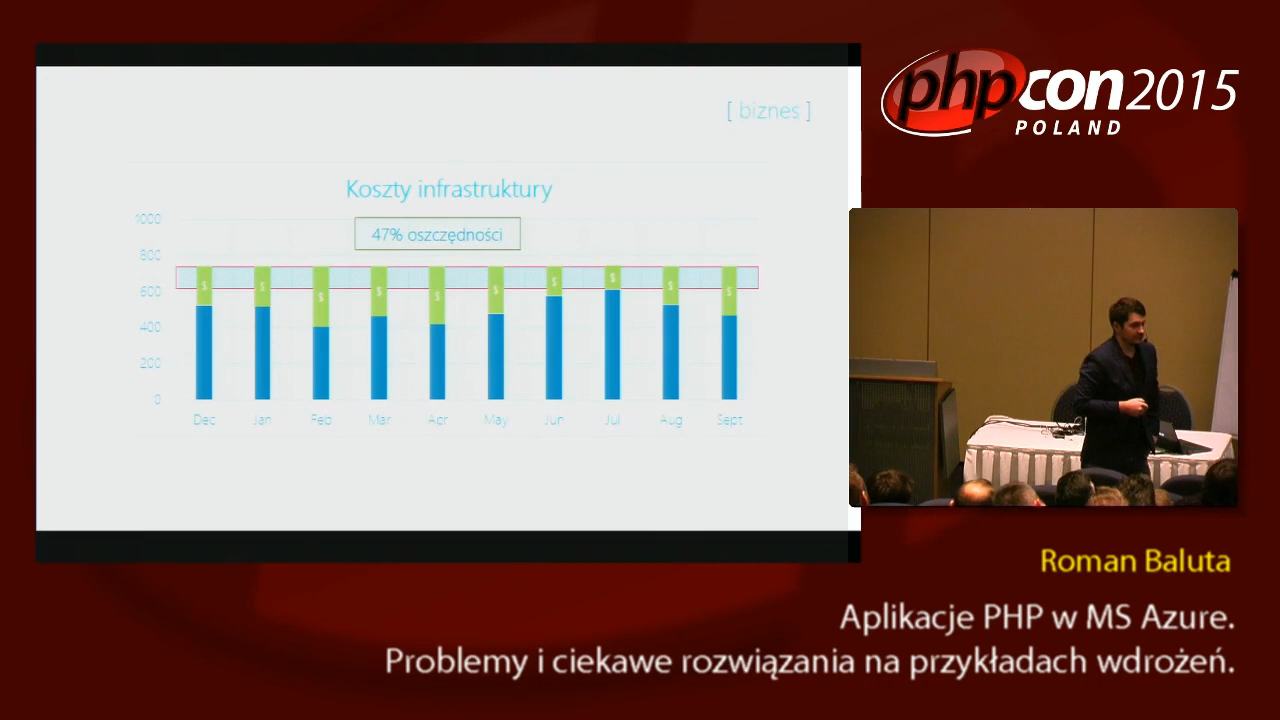 [ biznes ]
Koszty infrastruktury
47% oszczędności
1000
800
600
400
200
0
$ $ $ $ $ $ $ $ $ $
Dec Jan Feb Mar Apr May Jun Jul Aug Sept
phpcon2015
POLAND
Roman Baluta
Aplikacje PHP w MS Azure.
Problemy i ciekawe rozwiązania na przykładach wdrożeń.